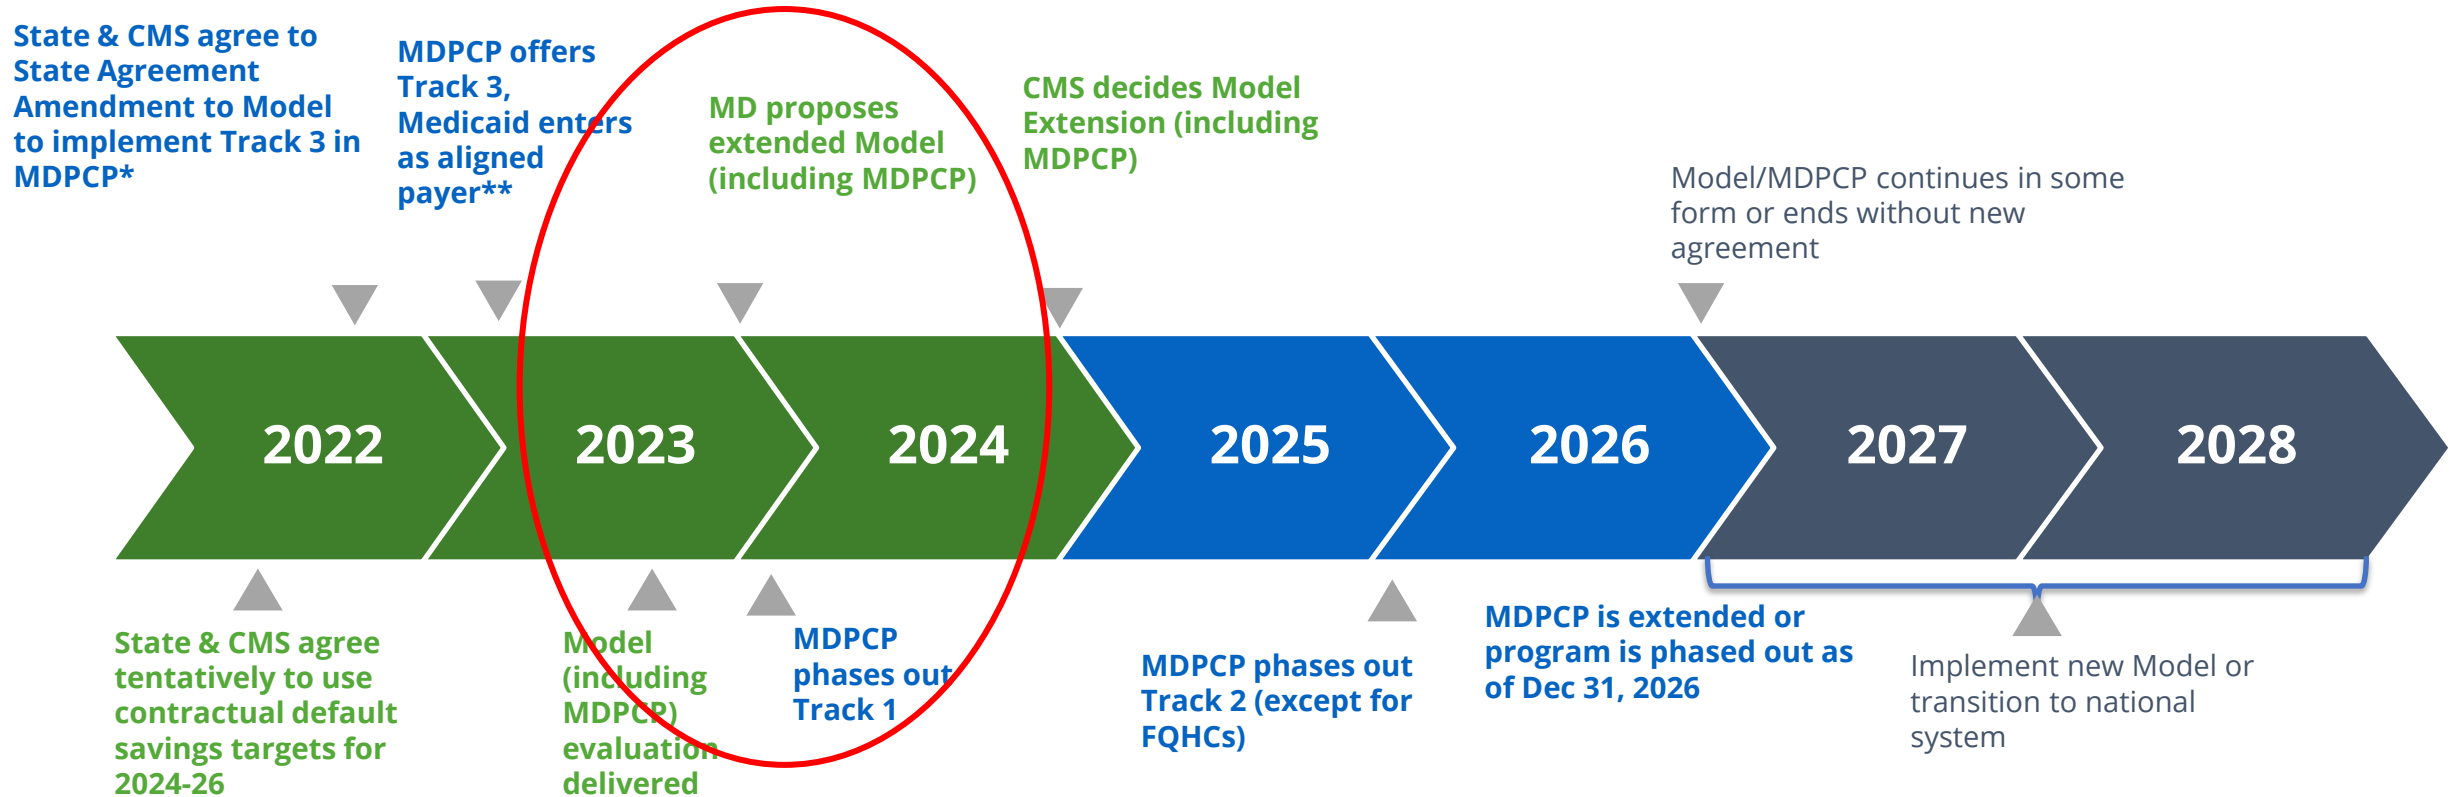 State & CMS agree to
State Agreement
Amendment to Model
to implement Track 3 in
MDPCP*
MDPCP offers
Track 3,
Medicaid enters
as aligned
payer**
MD proposes
extended Model
(including MDPCP)
CMS decides Model
Extension (including
MDPCP)
Model/MDPCP continues in some
form or ends without new
agreement
2022
2023
2024
2025
2026
2027
2028
State & CMS agree
tentatively to use
contractual default
savings targets for
2024-26
Model
(including
MDPCP)
evaluation
delivered
MDPCP
phases out
Track 1
MDPCP phases out
Track 2 (except for
FQHCs)
MDPCP is extended or
program is phased out as
of Dec 31, 2026
Implement new Model or
transition to national
system